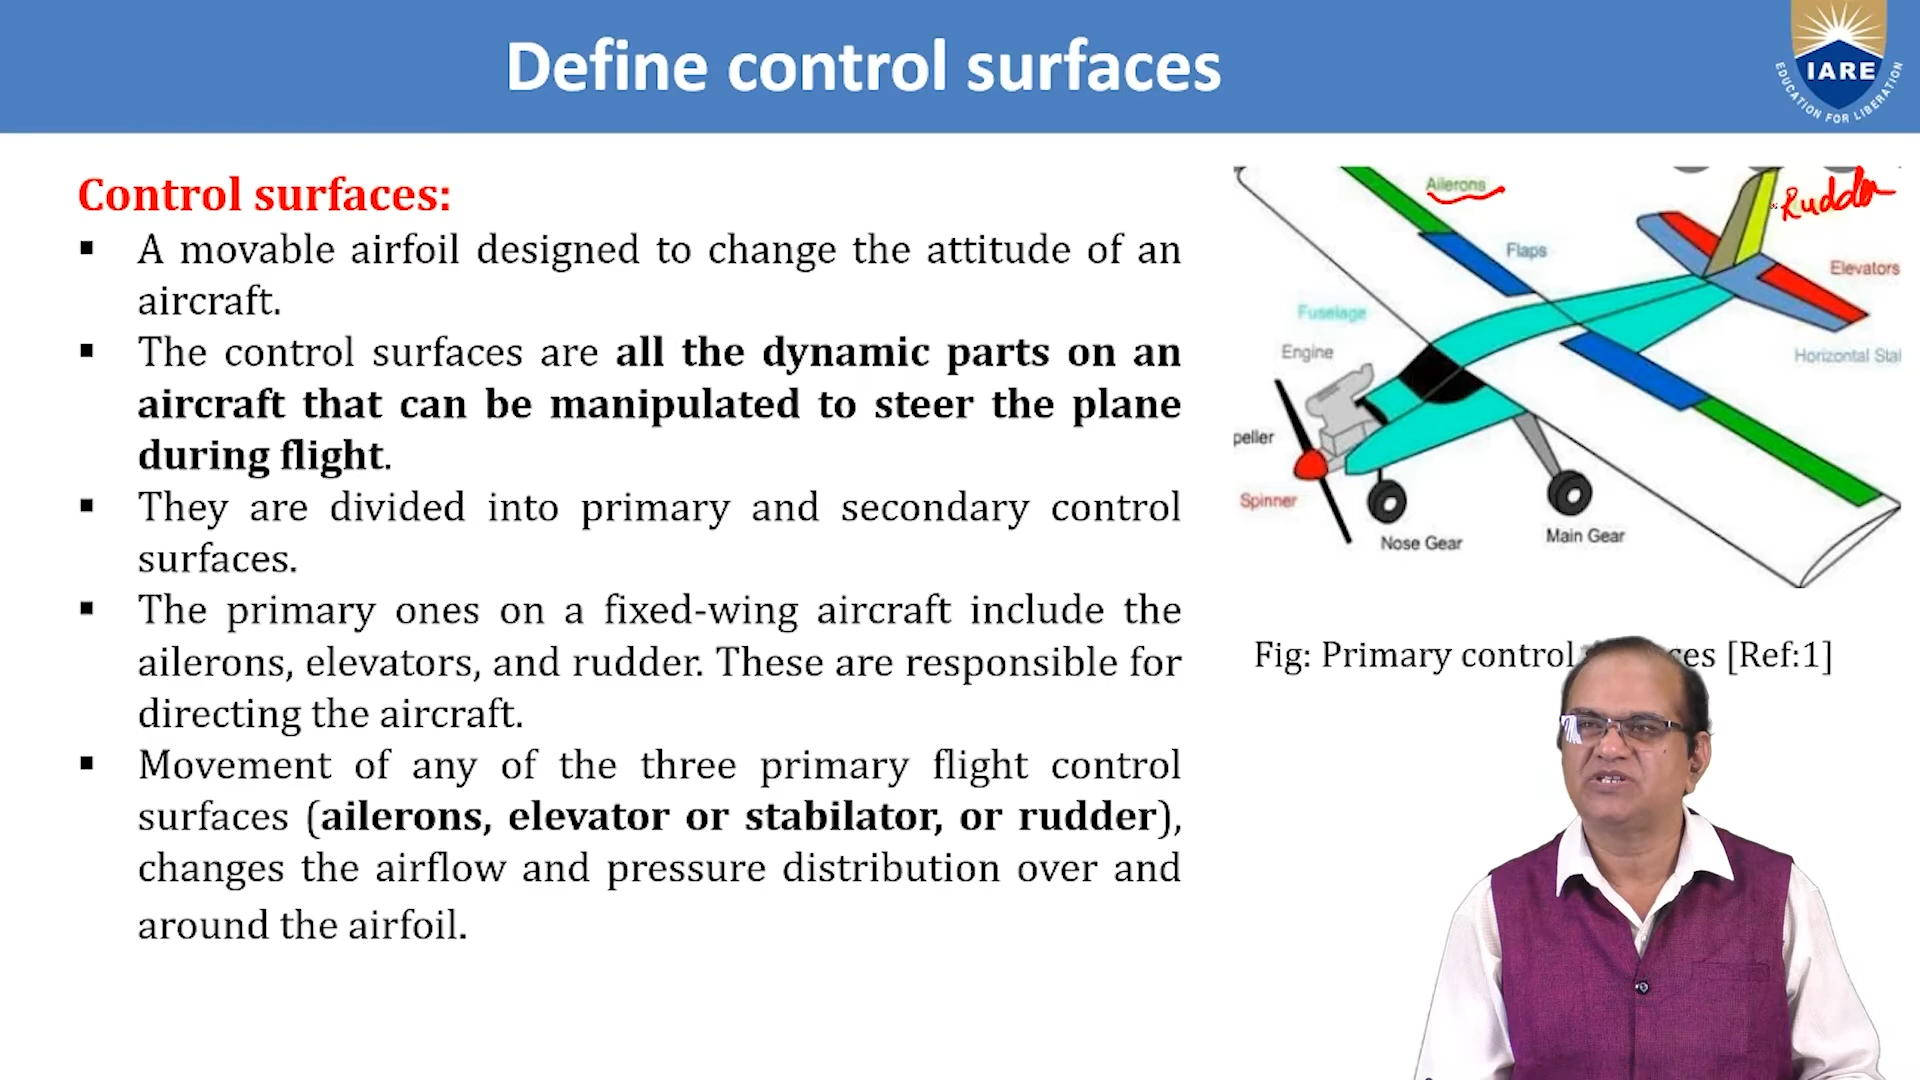 Define control surfaces
IARE
EDUCATION FOR LIBERATION
Control surfaces:
▪ A movable airfoil designed to change the attitude of an
aircraft.
▪ The control surfaces are all the dynamic parts on an
aircraft that can be manipulated to steer the plane
during flight.
▪ They are divided into primary and secondary control
surfaces.
▪ The primary ones on a fixed-wing aircraft include the
ailerons, elevators, and rudder. These are responsible for
directing the aircraft.
▪ Movement of any of the three primary flight control
surfaces (ailerons, elevator or stabilator, or rudder),
changes the airflow and pressure distribution over and
around the airfoil.
Ailerons
Rudder
Flaps
Elevators
Fuselage
Engine
Horizontal Stal
peller
Spinner
Nose Gear
Main Gear
Fig: Primary control ces [Ref:1]